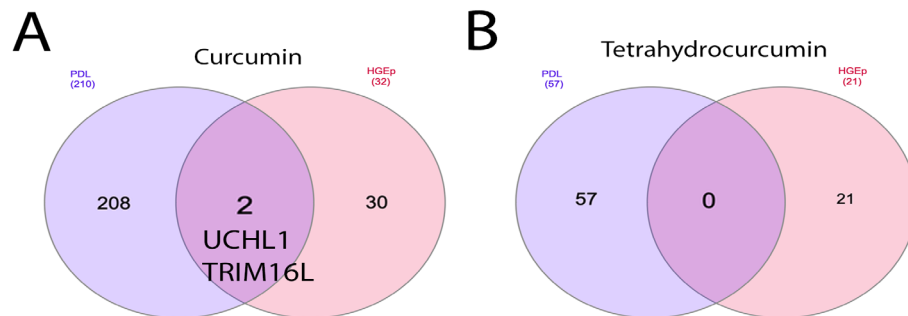 A
Curcumin
PDL
(210)
HGEp
(32)
208
2
30
UCHL1
TRIM16L
B
Tetrahydrocurcumin
PDL
(57)
HGEp
(21)
57
0
21